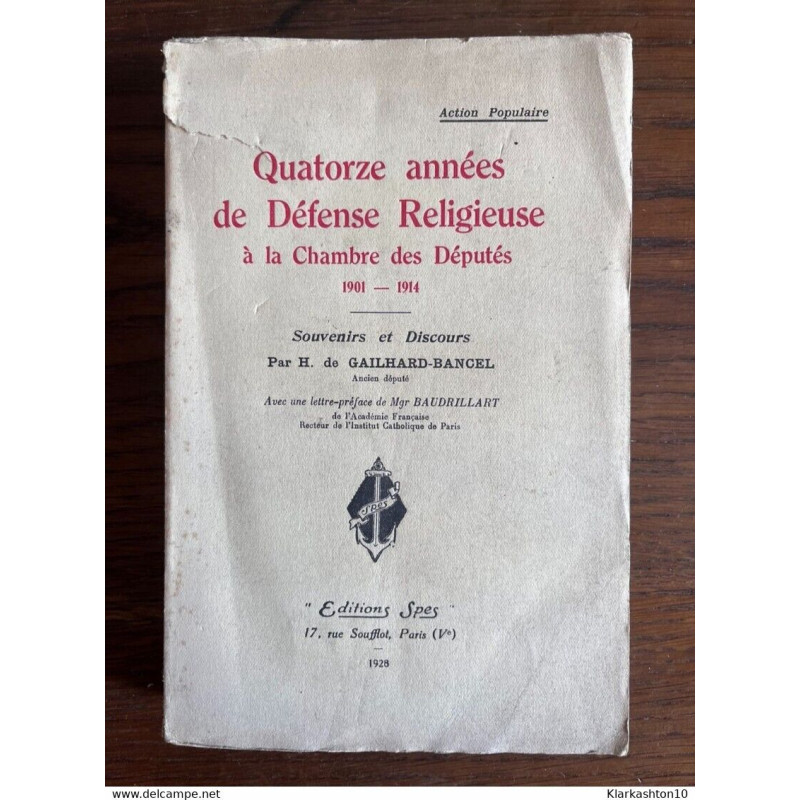 Action Populaire
Quatorze années
de Défense Religieuse
à la Chambre des Députés
1901 — 1914
Souvenirs et Discours
Par H. de GAILHARD-BANCEL
Ancien député
Avec une lettre-préface de Mgr BAUDRILLART
de l'Académie Française
Recteur de l'Institut Catholique de Paris
Spes
" Editions Spes "
17, rue Soufflot, Paris (Ve)
1928
www.delcampe.net
Klarkashton10